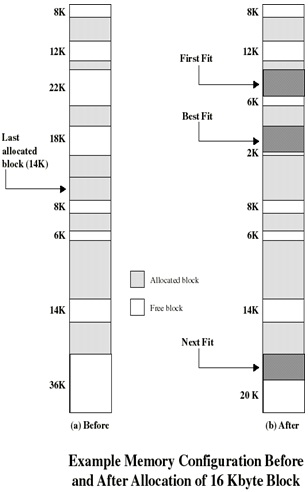 8K
12K
22K
Last
allocated
block (14K)
18K
8K
6K
14K
36K
(a) Before
Allocated block
Free block
8K
12K
First Fit
6K
Best Fit
2K
8K
6K
14K
Next Fit
20 K
(b) After
Example Memory Configuration Before
and After Allocation of 16 Kbyte Block